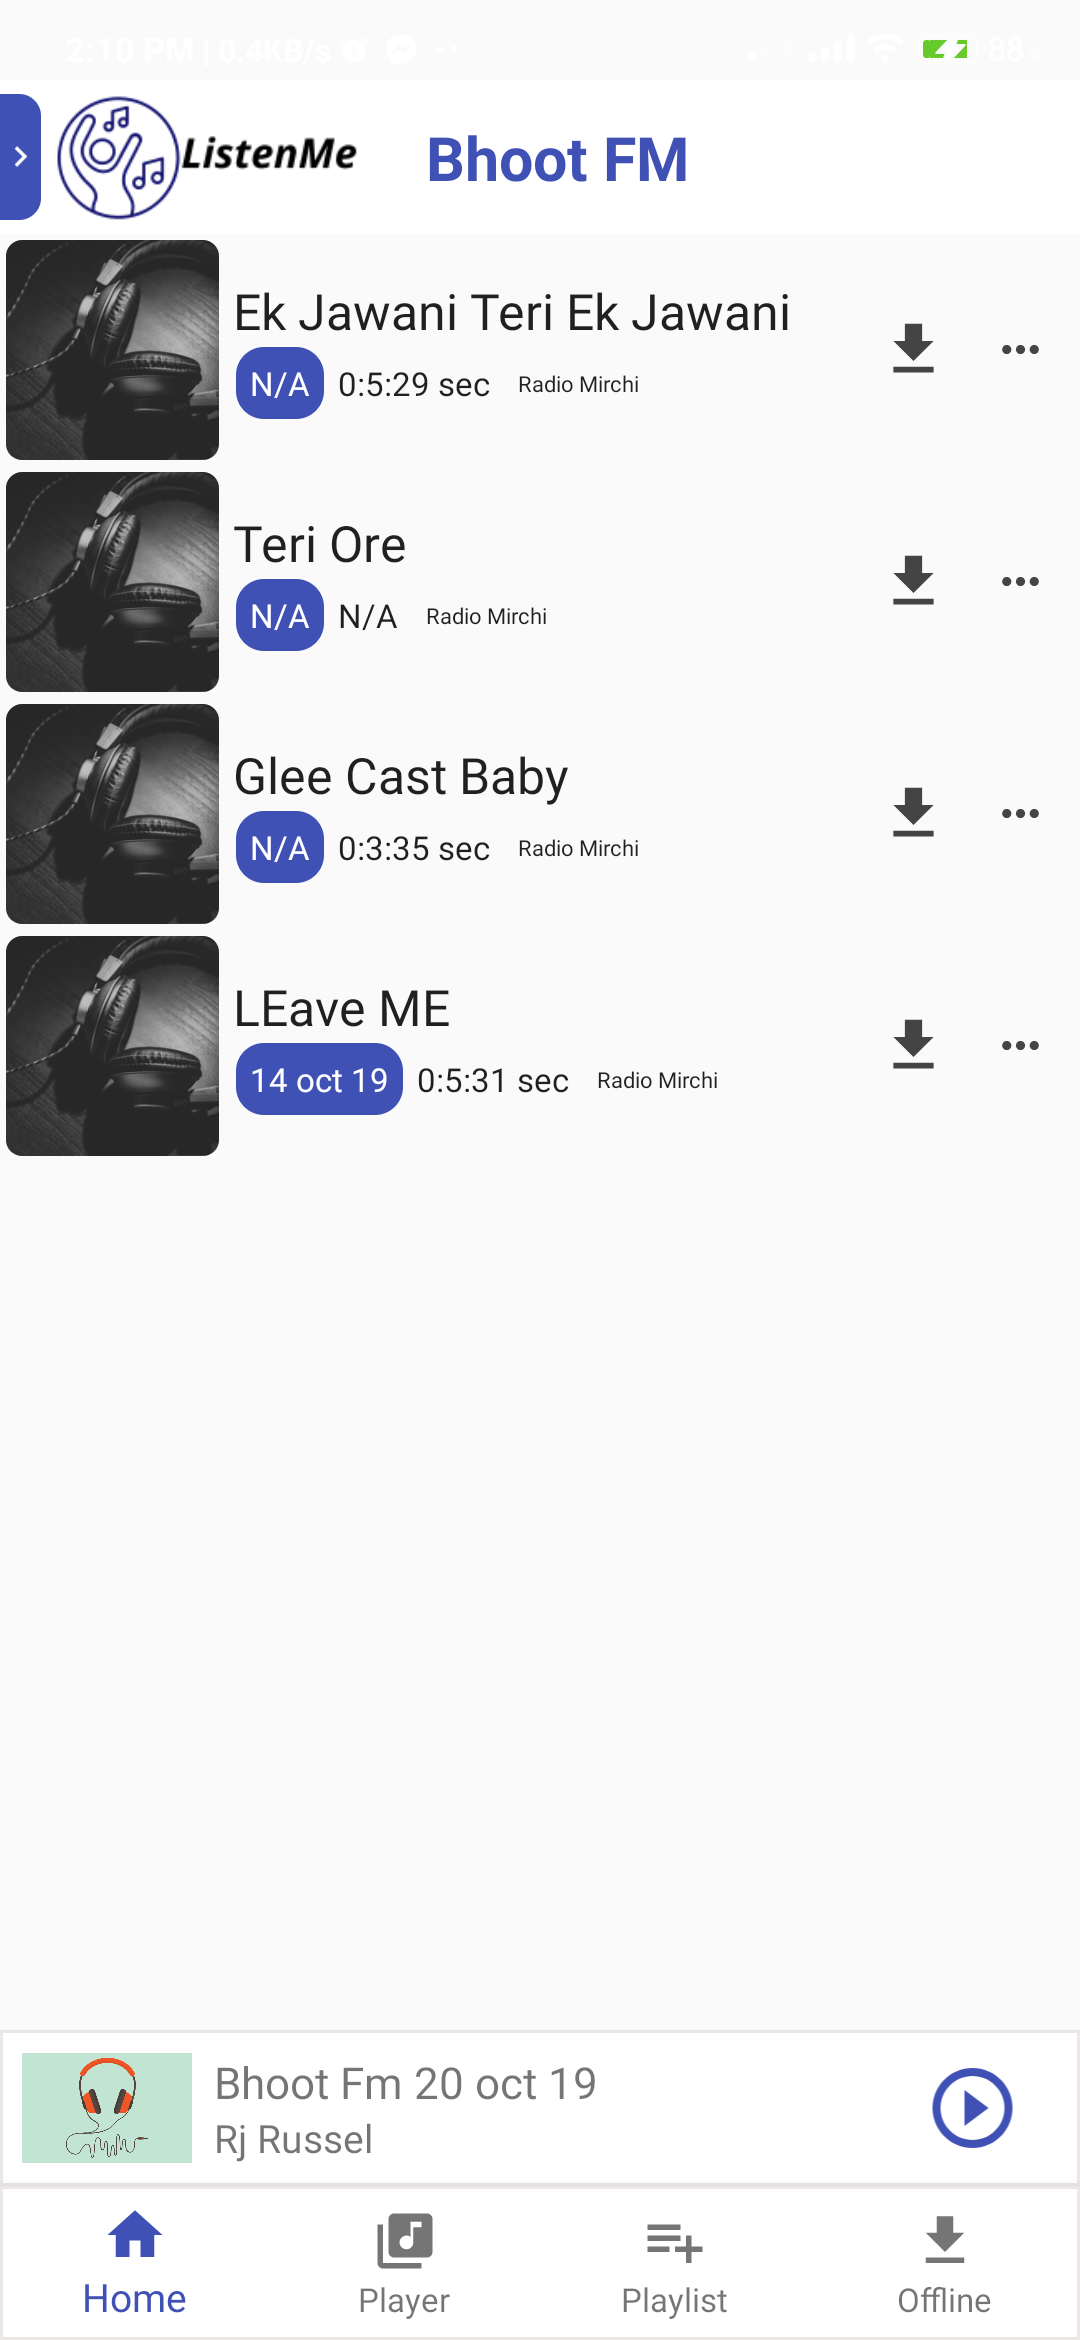 2:10 PM | 0.4KB/s
88
ListenMe
Bhoot FM
Ek Jawani Teri Ek Jawani
N/A 0:5:29 sec Radio Mirchi
Teri Ore
N/A N/A Radio Mirchi
Glee Cast Baby
N/A 0:3:35 sec Radio Mirchi
LEave ME
14 oct 19 0:5:31 sec Radio Mirchi
Bhoot Fm 20 oct 19
Rj Russel
Home Player Playlist Offline